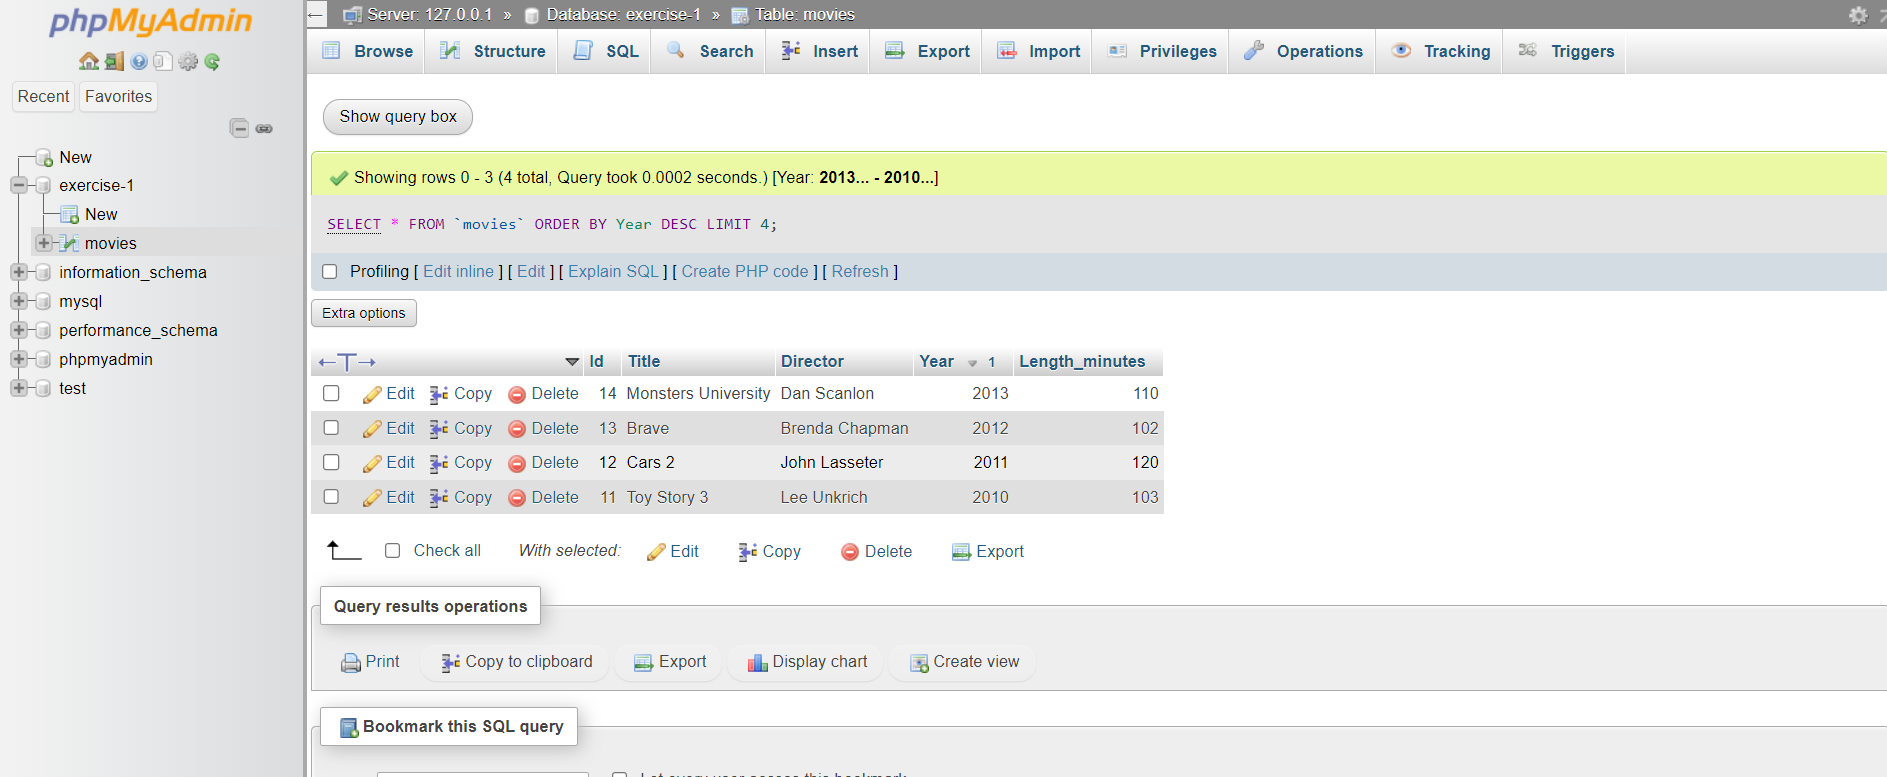 phpMyAdmin
Recent Favorites
New
exercise-1
New
movies
information_schema
mysql
performance_schema
phpmyadmin
test
Server: 127.0.0.1 » Database: exercise-1 » Table: movies
Browse Structure SQL Search Insert Export Import Privileges Operations Tracking Triggers
Show query box
Showing rows 0 - 3 (4 total, Query took 0.0002 seconds.) [Year: 2013... - 2010...]
SELECT * FROM `movies` ORDER BY Year DESC LIMIT 4;
Profiling [ Edit inline ] [ Edit ] [ Explain SQL ] [ Create PHP code ] [ Refresh ]
Extra options
←T→ Id Title Director Year 1 Length_minutes
Edit Copy Delete 14 Monsters University Dan Scanlon 2013 110
Edit Copy Delete 13 Brave Brenda Chapman 2012 102
Edit Copy Delete 12 Cars 2 John Lasseter 2011 120
Edit Copy Delete 11 Toy Story 3 Lee Unkrich 2010 103
Check all With selected: Edit Copy Delete Export
Query results operations
Print Copy to clipboard Export Display chart Create view
Bookmark this SQL query